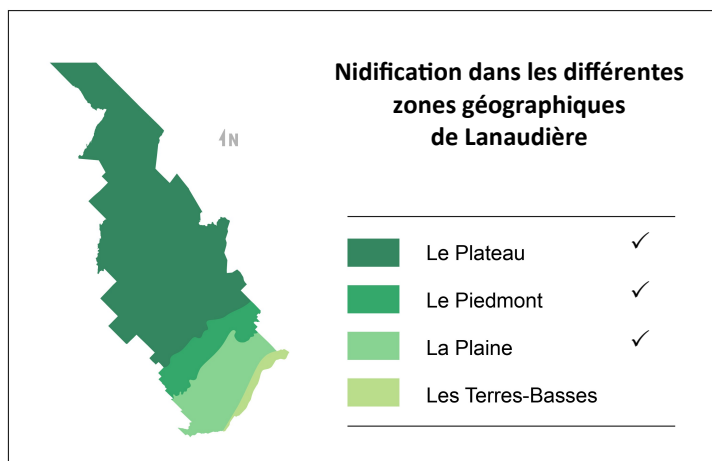 Nidification dans les différentes
zones géographiques
de Lanaudière
N
Le Plateau ✓
Le Piedmont ✓
La Plaine ✓
Les Terres-Basses